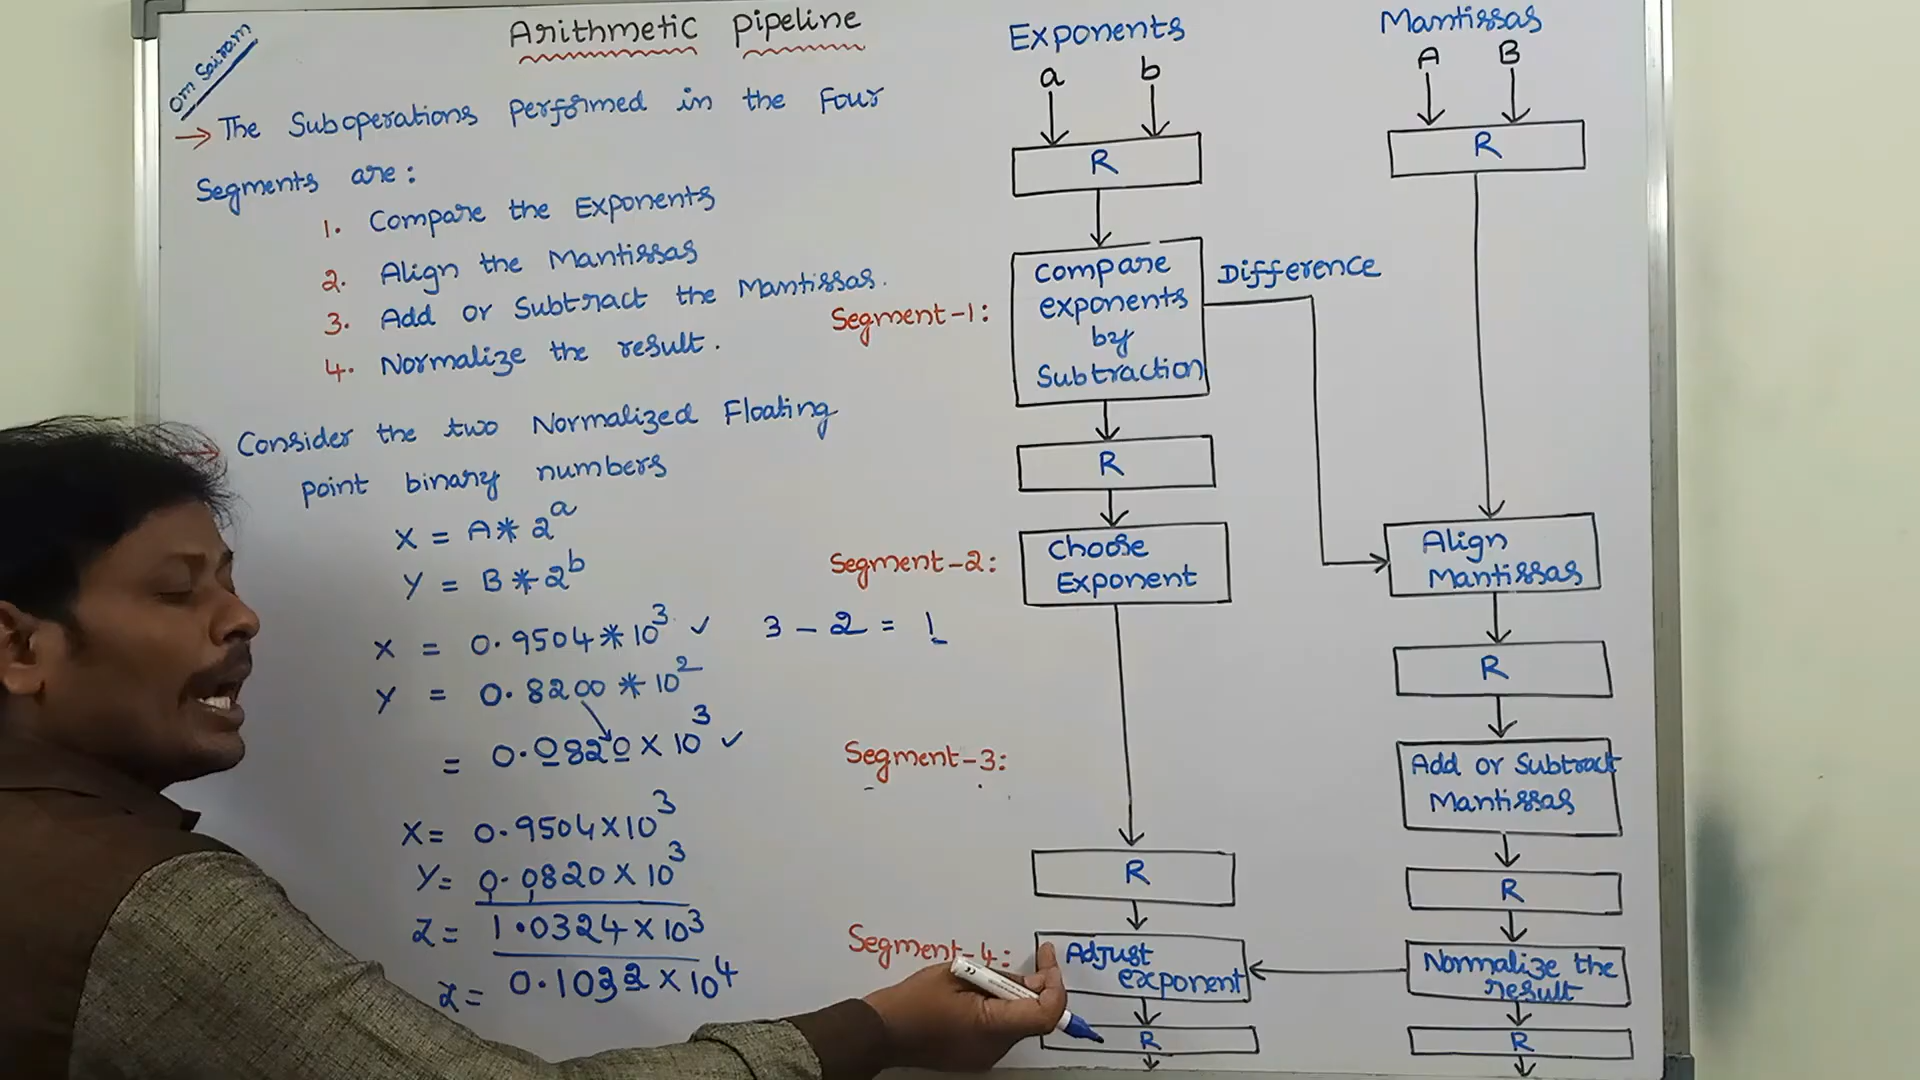 Arithmetic Pipeline
Om Sairam
→ The Suboperations performed in the Four
Segments are:
1. Compare the Exponents
2. Align the Mantissas
3. Add or Subtract the Mantissas.
4. Normalize the result.
→ Consider the two Normalized Floating
point binary numbers
X = A * 2^a
Y = B * 2^b
X = 0.9504 * 10^3 ✓ 3 - 2 = 1
Y = 0.8200 * 10^2
= 0.0820 × 10^3 ✓
X = 0.9504 × 10^3
Y = 0.0820 × 10^3
Z = 1.0324 × 10^3
Z = 0.1032 × 10^4
Exponents
a b
R
Segment-1:
Compare
exponents
by
Subtraction
Difference
R
Segment-2:
Choose
Exponent
Segment-3:
R
Segment-4:
Adjust
exponent
R
Mantissas
A B
R
Align
Mantissas
R
Add or Subtract
Mantissas
R
Normalize the
result
R